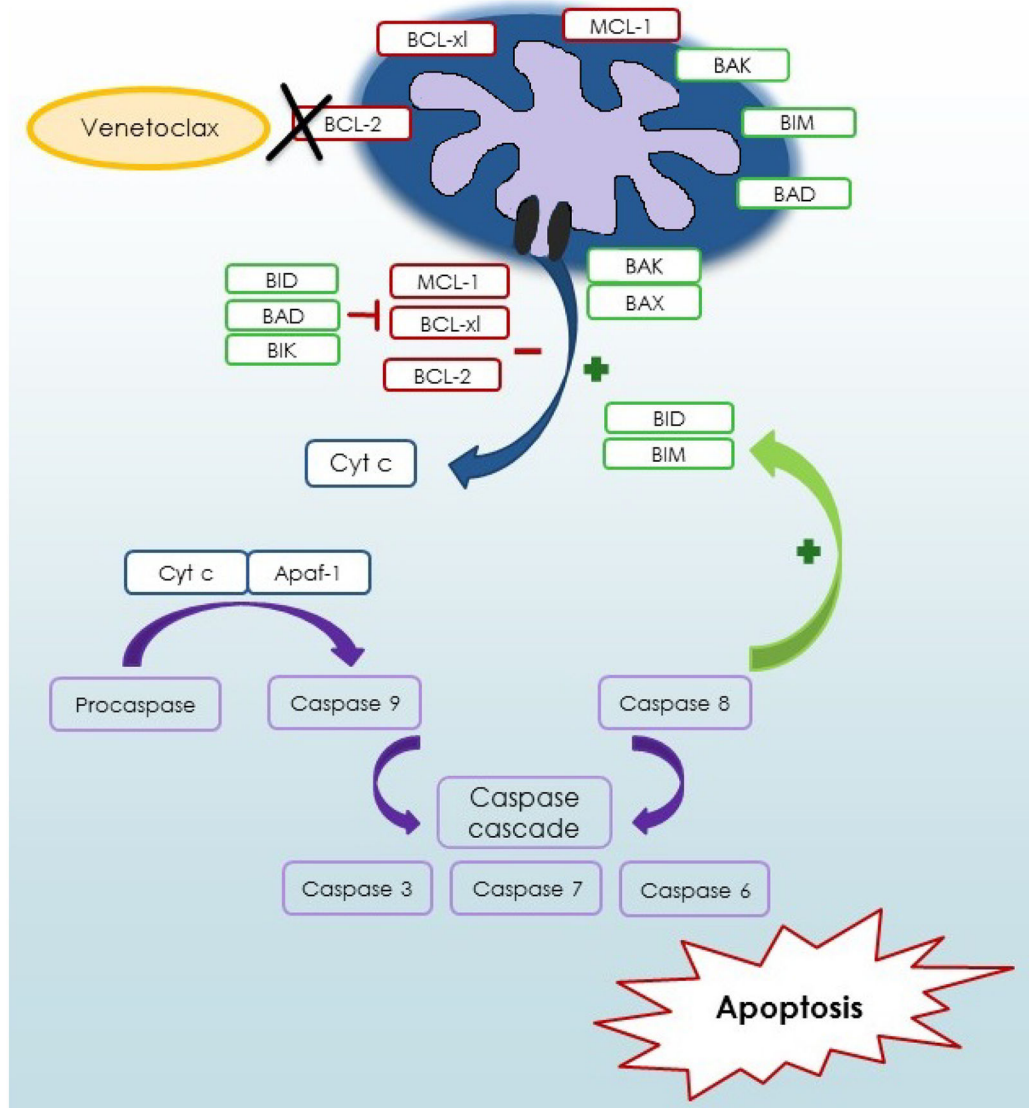 BCL-xl
MCL-1
BAK
Venetoclax
BCL-2
BIM
BAD
BID
BAD
BIK
MCL-1
BCL-xl
BCL-2
BAK
BAX
BID
BIM
Cyt c
Cyt c
Apaf-1
Procaspase
Caspase 9
Caspase 8
Caspase
cascade
Caspase 3
Caspase 7
Caspase 6
Apoptosis